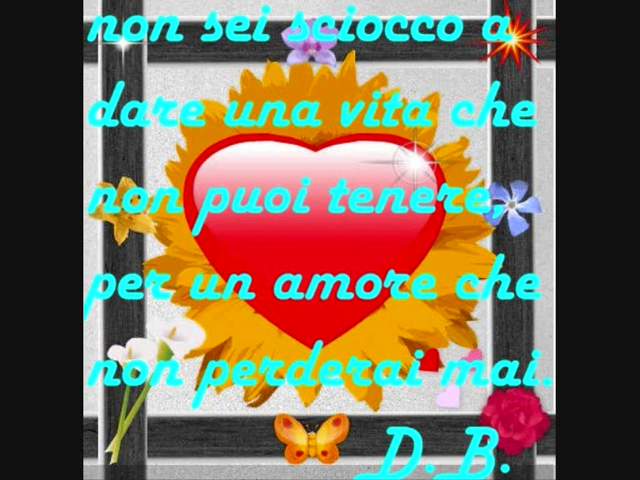 non sei sciocco a
dare una vita che
non puoi tenere,
per un amore che
non perderai mai.
D.B.